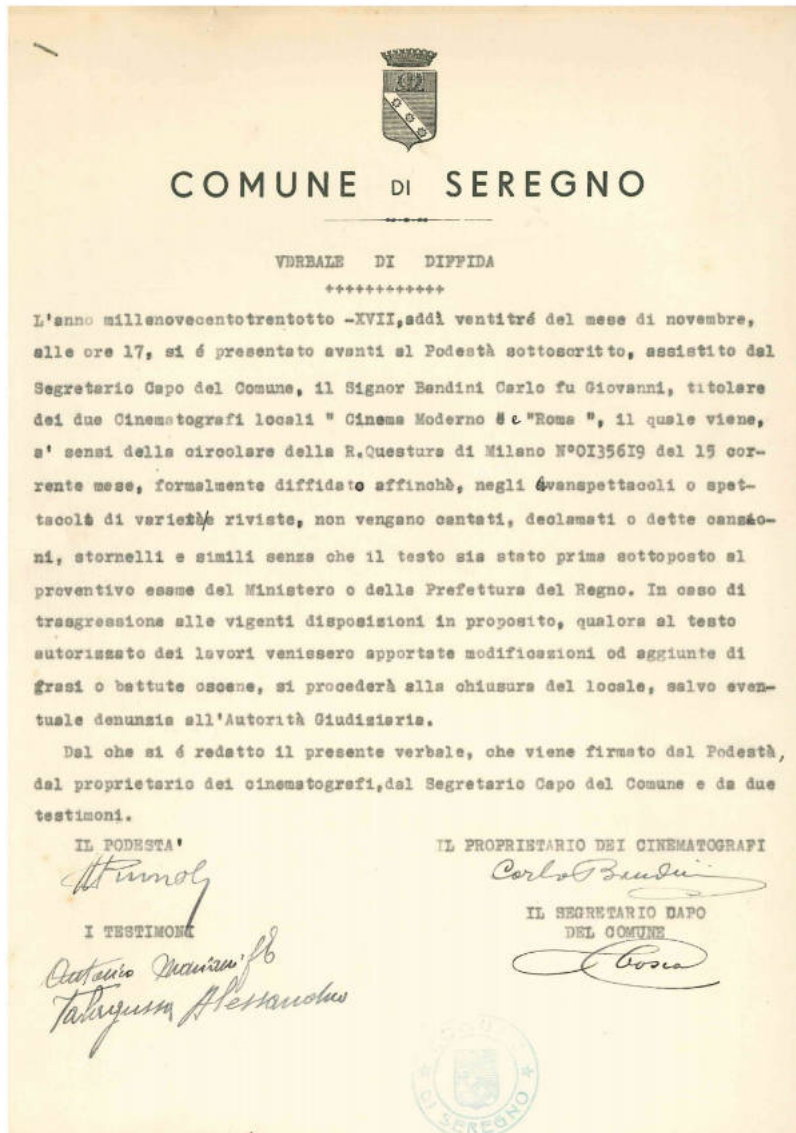 COMUNE DI SEREGNO
VDRBALE DI DIFFIDA
++++++++++++
L'anno millenovecentotrentotto -XVII,addì ventitré del mese di novembre,
alle ore 17, si é presentato avanti al Podestà sottoscritto, assistito dal
Segretario Capo del Comune, il Signor Bendini Carlo fu Giovanni, titolare
dei due Cinematografi locali " Cinema Moderno " e "Roma ", il quale viene,
a' sensi della circolare della R.Questura di Milano N°OI356I9 del 15 cor-
rente mese, formalmente diffidato affinchè, negli avanspettacoli o spet-
tacoli di varietà/e riviste, non vengano cantati, declamati o dette canzo-
ni, stornelli e simili senza che il testo sia stato prima sottoposto al
preventivo esame del Ministero o della Prefettura del Regno. In caso di
trasgressione alle vigenti disposizioni in proposito, qualora al testo
autorizzato dei lavori venissero apportate modificazioni od aggiunte di
grasi o battute oscene, si procederà alla chiusura del locale, salvo even-
tuale denunzia all'Autorità Giudiziaria.
Dal che si é redatto il presente verbale, che viene firmato dal Podestà,
dal proprietario dei cinematografi,dal Segretario Capo del Comune e da due
testimoni.
IL PODESTA' IL PROPRIETARIO DEI CINEMATOGRAFI
Carlo Bendini
IL SEGRETARIO CAPO
I TESTIMONI DEL COMUNE
Antonio Mariani
Alessandro
DI SEREGNO